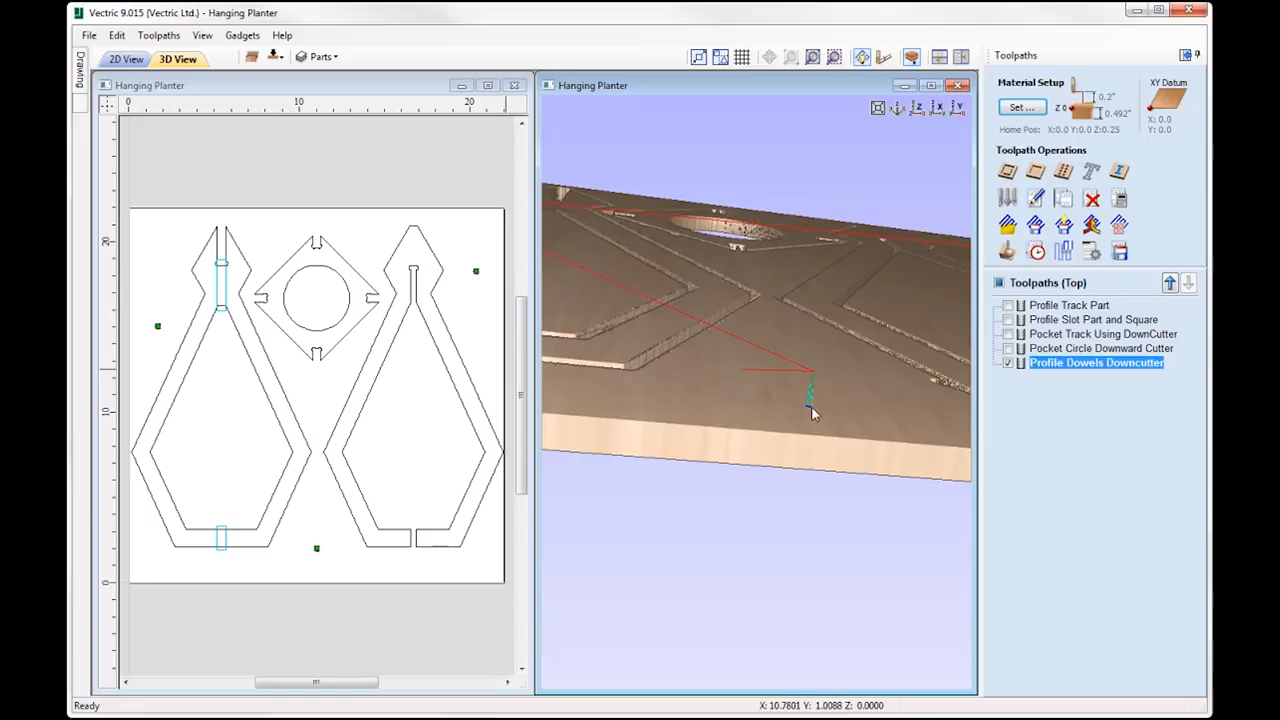 Vectric 9.015 (Vectric Ltd.) - Hanging Planter
File Edit Toolpaths View Gadgets Help
Drawing
2D View 3D View Parts
Hanging Planter
0 10 20
20
10
0
Hanging Planter
Z X Y
Toolpaths
Material Setup
Set ...
Z 0
0.2"
0.492"
Home Pos: X:0.0 Y:0.0 Z:0.25
XY Datum
X: 0.0
Y: 0.0
Toolpath Operations
Toolpaths (Top)
Profile Track Part
Profile Slot Part and Square
Pocket Track Using DownCutter
Pocket Circle Downward Cutter
Profile Dowels Downcutter
Ready
X: 10.7801 Y: 1.0088 Z: 0.0000